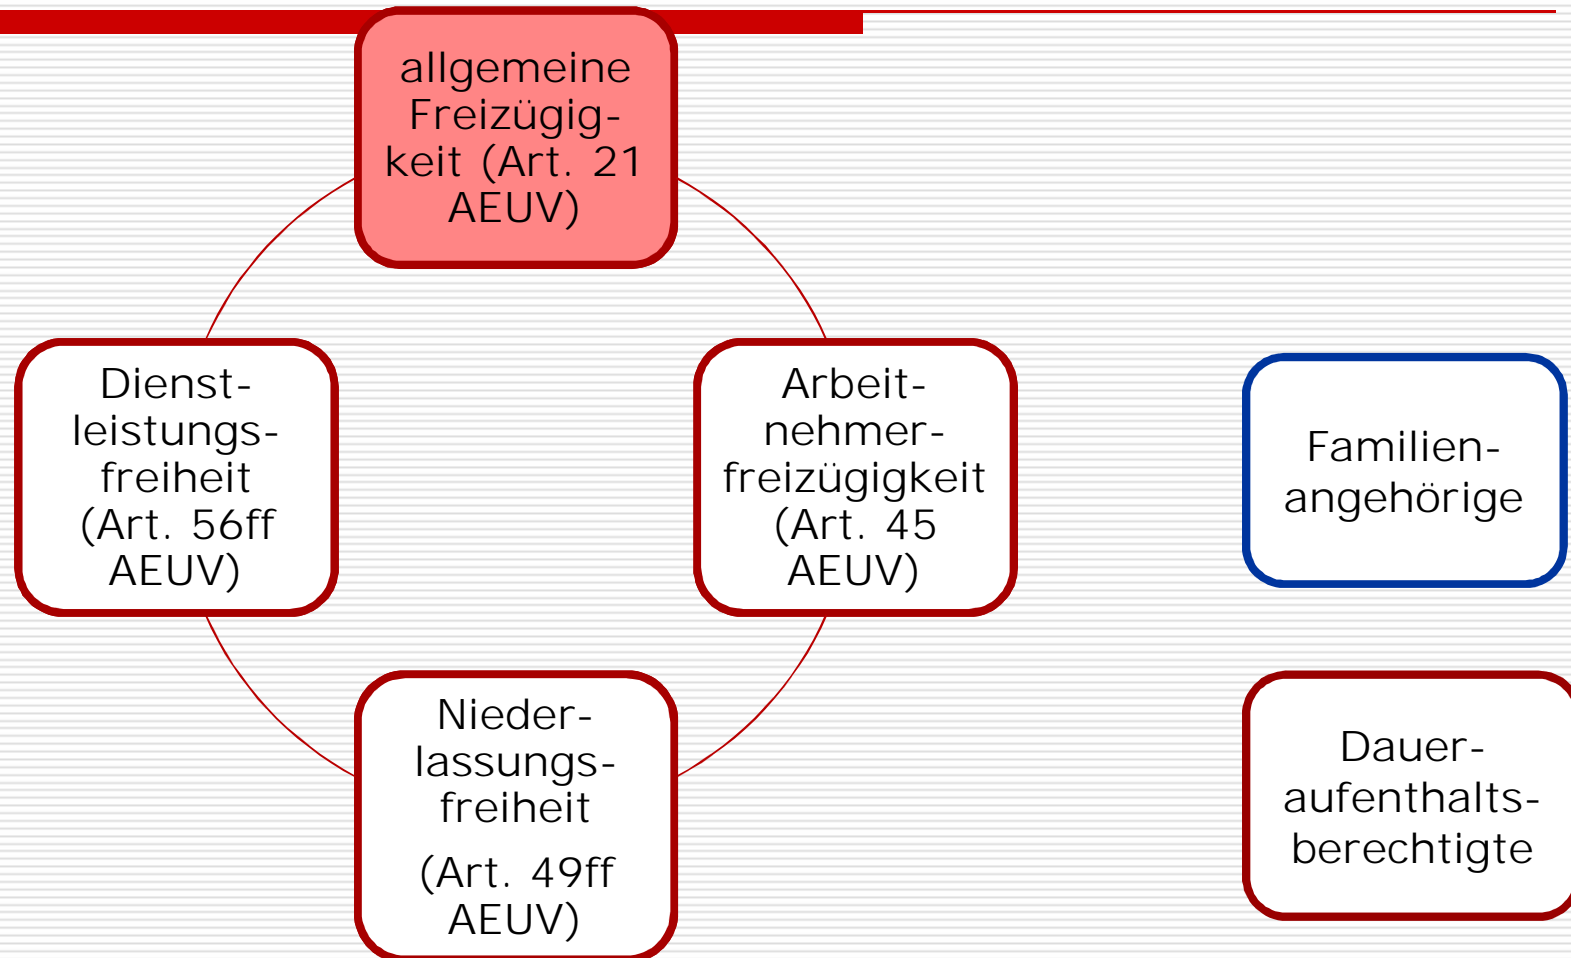 allgemeine
Freizügig-
keit (Art. 21
AEUV)
Dienst-
leistungs-
freiheit
(Art. 56ff
AEUV)
Arbeit-
nehmer-
freizügigkeit
(Art. 45
AEUV)
Familien-
angehörige
Nieder-
lassungs-
freiheit
(Art. 49ff
AEUV)
Dauer-
aufenthalts-
berechtigte